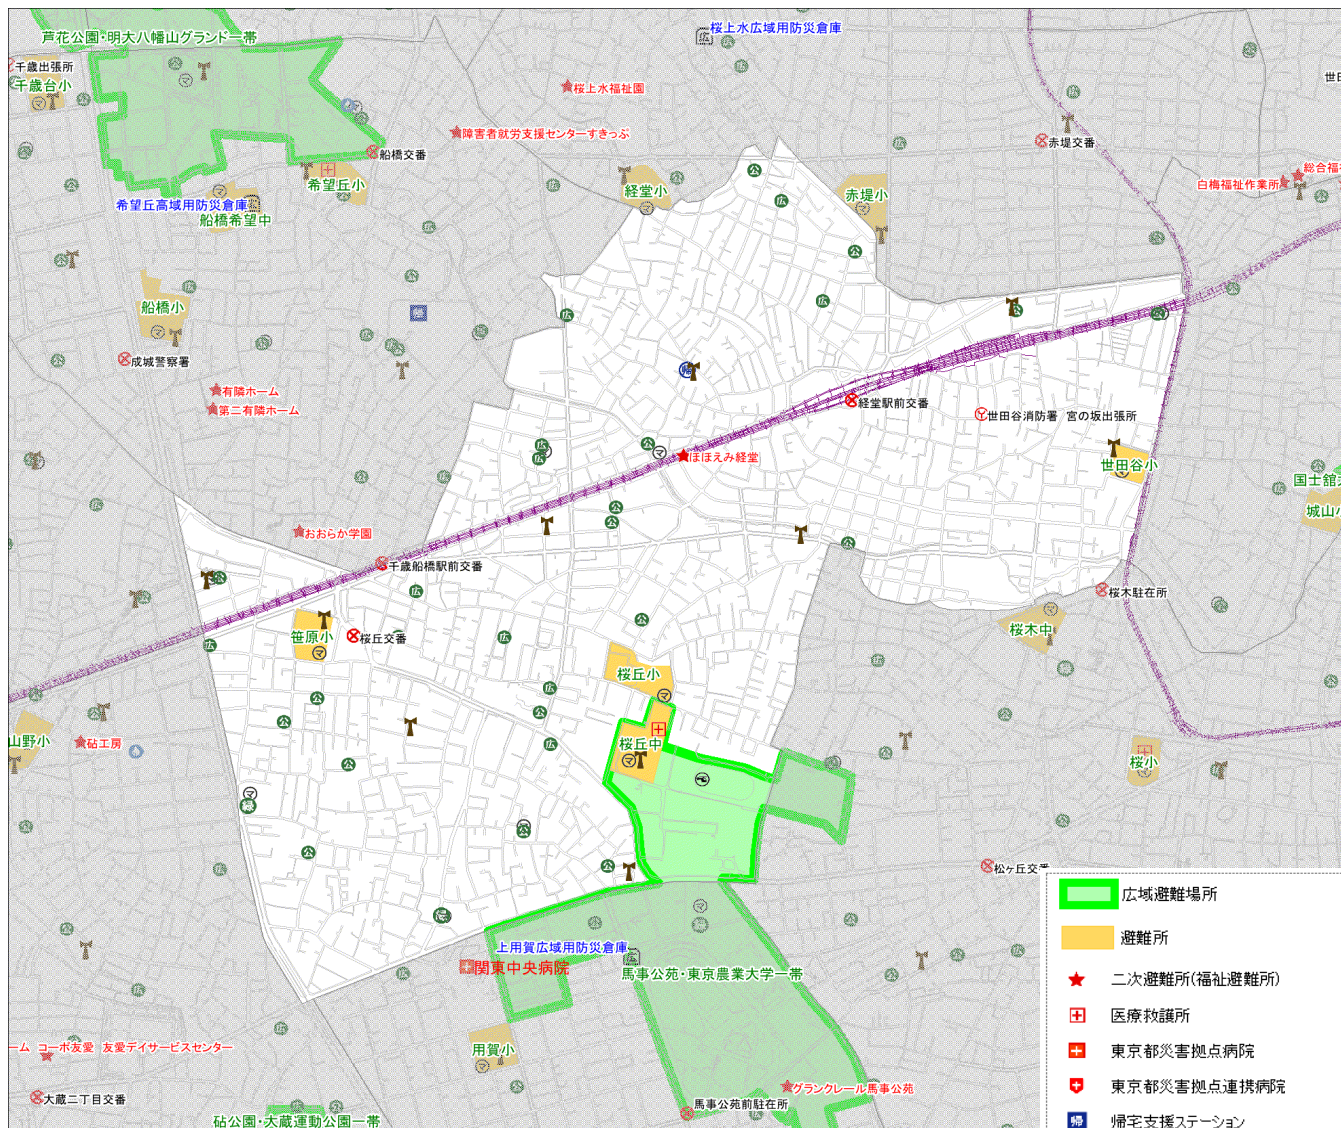 芦花公園・明大八幡山グランド一帯
桜上水広域用防災倉庫
千歳出張所
千歳台小
桜上水福祉園
障害者就労支援センターすきっぷ
赤堤交番
船橋交番
総合福
白梅福祉作業所
希望丘小
経堂小
赤堤小
希望丘高域用防災倉庫
船橋希望中
船橋小
帰
成城警察署
帰
有隣ホーム
第二有隣ホーム
経堂駅前交番
世田谷消防署 宮の坂出張所
ほほえみ経堂
世田谷小
国士舘
城山小
おおらか学園
千歳船橋駅前交番
桜木駐在所
笹原小
桜丘交番
桜木中
桜丘小
山野小
砧工房
桜丘中
桜小
緑
松ヶ丘交番
上用賀広域用防災倉庫
関東中央病院
馬事公苑・東京農業大学一帯
用賀小
ーム コーポ友愛 友愛デイサービスセンター
大蔵二丁目交番
グランクレール馬事公苑
馬事公苑前駐在所
砧公園・大蔵運動公園一帯
広域避難場所
避難所
二次避難所(福祉避難所)
医療救護所
東京都災害拠点病院
東京都災害拠点連携病院
帰 帰宅支援ステーション